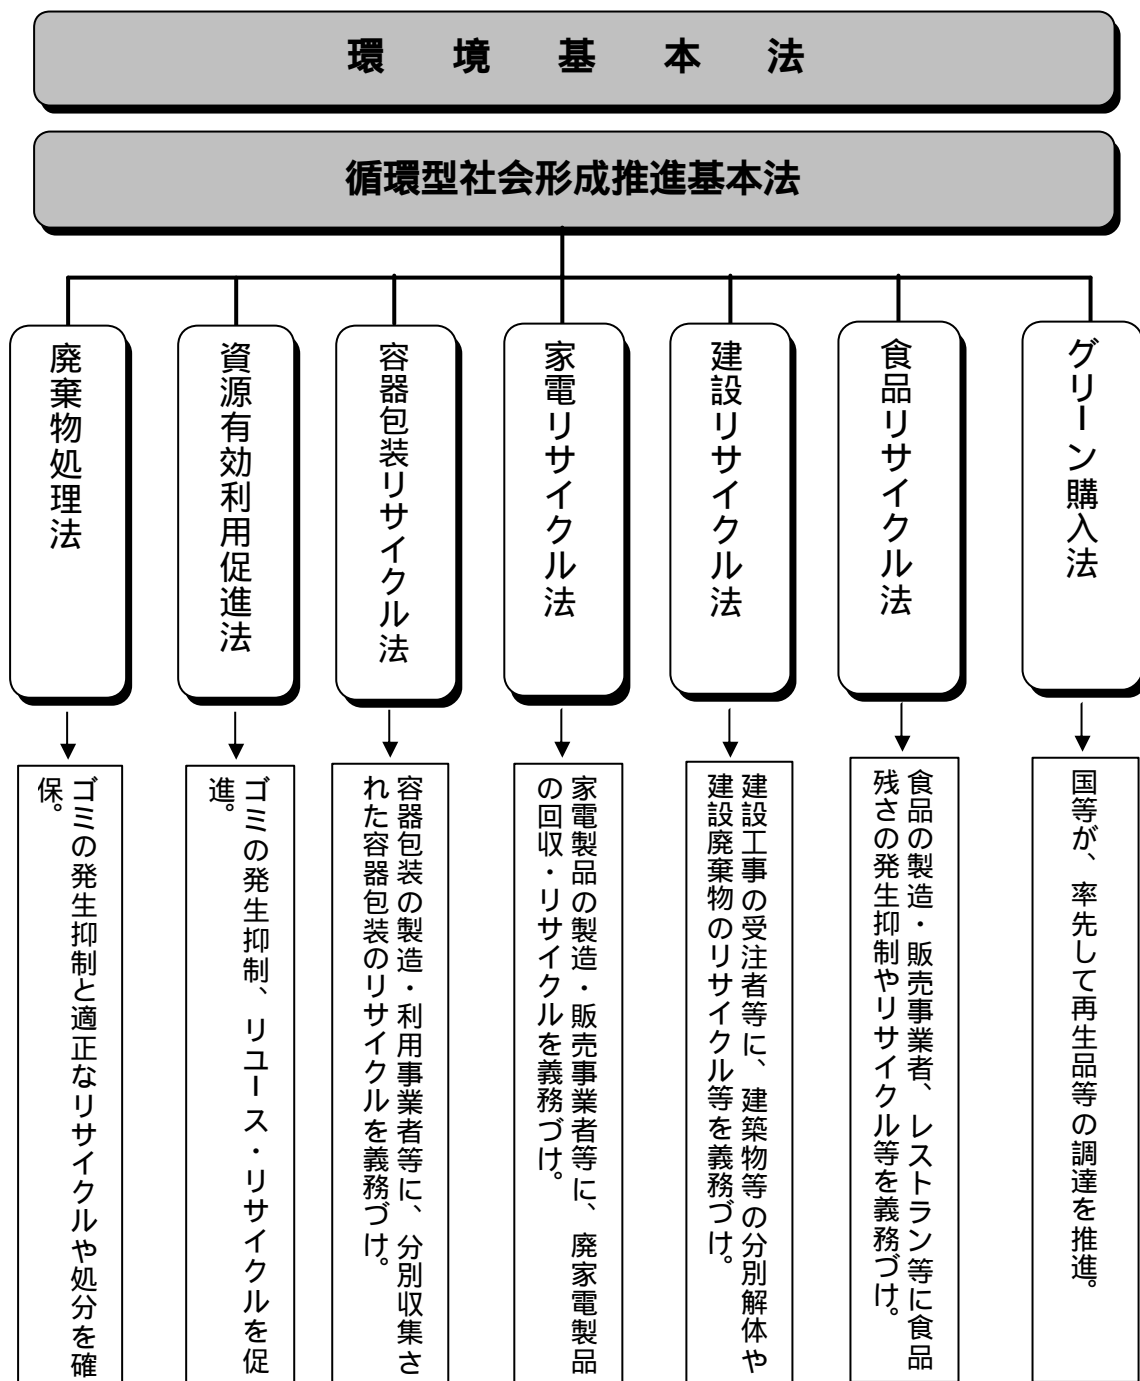 環境基本法
循環型社会形成推進基本法
廃棄物処理法
資源有効利用促進法
容器包装リサイクル法
家電リサイクル法
建設リサイクル法
食品リサイクル法
グリーン購入法
ゴミの発生抑制と適正なリサイクルや処分を確
保。
ゴミの発生抑制、リユース・リサイクルを促
進。
容器包装の製造・利用事業者等に、分別収集さ
れた容器包装のリサイクルを義務づけ。
家電製品の製造・販売事業者等に、廃家電製品
の回収・リサイクルを義務づけ。
建設工事の受注者等に、建築物等の分別解体や
建設廃棄物のリサイクル等を義務づけ。
食品の製造・販売事業者、レストラン等に食品
残さの発生抑制やリサイクル等を義務づけ。
国等が、率先して再生品等の調達を推進。